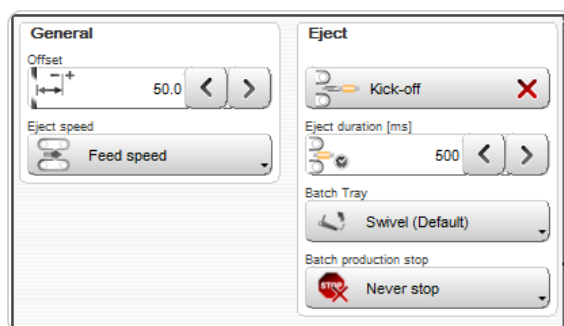 General
Offset
50.0
Eject speed
Feed speed
Eject
Kick-off
Eject duration [ms]
500
Batch Tray
Swivel (Default)
Batch production stop
STOP
Never stop